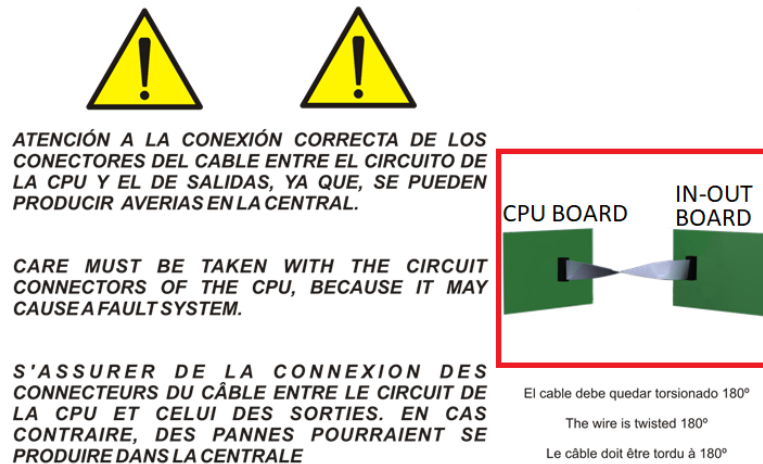 ATENCIÓN A LA CONEXIÓN CORRECTA DE LOS
CONECTORES DEL CABLE ENTRE EL CIRCUITO DE
LA CPU Y EL DE SALIDAS, YA QUE, SE PUEDEN
PRODUCIR AVERIAS EN LA CENTRAL.
CARE MUST BE TAKEN WITH THE CIRCUIT
CONNECTORS OF THE CPU, BECAUSE IT MAY
CAUSE A FAULT SYSTEM.
S'ASSURER DE LA CONNEXION DES
CONNECTEURS DU CÂBLE ENTRE LE CIRCUIT DE
LA CPU ET CELUI DES SORTIES. EN CAS
CONTRAIRE, DES PANNES POURRAIENT SE
PRODUIRE DANS LA CENTRALE
CPU BOARD
IN-OUT
BOARD
El cable debe quedar torsionado 180º
The wire is twisted 180º
Le câble doit être tordu à 180º